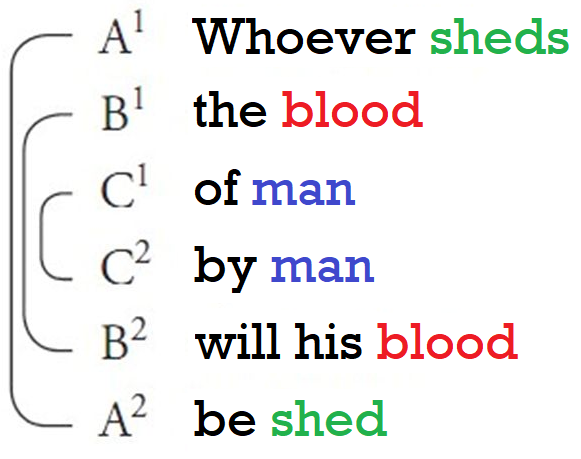 A¹ Whoever sheds
B¹ the blood
C¹ of man
C² by man
B² will his blood
A² be shed